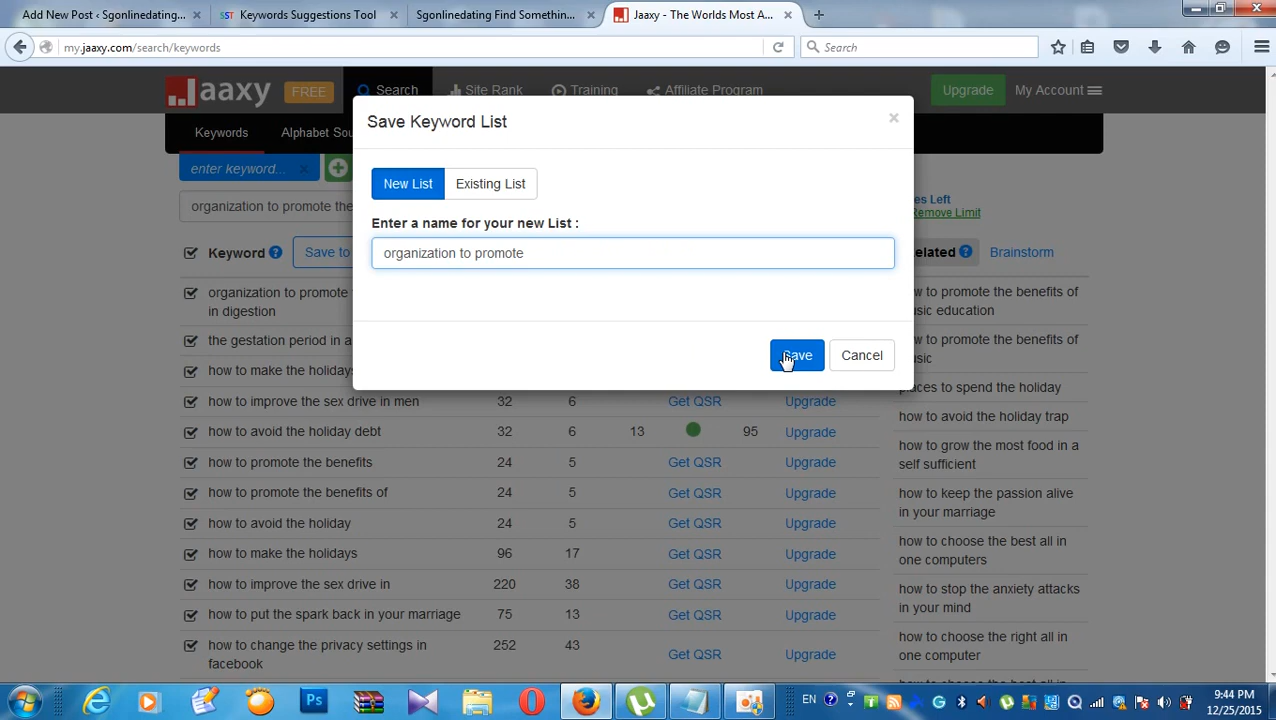 Add New Post ‹ Sgonlinedating... × SST Keywords Suggestions Tool × Sgonlinedating Find Somethin... × Jaaxy - The Worlds Most A... × +
my.jaaxy.com/search/keywords Search
Jaaxy FREE Search Site Rank Training Affiliate Program Upgrade My Account
Keywords Alphabet Sou
enter keyword... ×
organization to promote the
es Left
Remove Limit
Keyword ? Save to
elated ? Brainstorm
Save Keyword List ×
New List Existing List
Enter a name for your new List :
organization to promote
Save Cancel
organization to promote
in digestion
the gestation period in a
how to make the holidays
how to improve the sex drive in men 32 6 Get QSR Upgrade
how to avoid the holiday debt 32 6 13 95 Upgrade
how to promote the benefits 24 5 Get QSR Upgrade
how to promote the benefits of 24 5 Get QSR Upgrade
how to avoid the holiday 24 5 Get QSR Upgrade
how to make the holidays 96 17 Get QSR Upgrade
how to improve the sex drive in 220 38 Get QSR Upgrade
how to put the spark back in your marriage 75 13 Get QSR Upgrade
how to change the privacy settings in
facebook 252 43 Get QSR Upgrade
w to promote the benefits of
usic education
w to promote the benefits of
usic
places to spend the holiday
how to avoid the holiday trap
how to grow the most food in a
self sufficient
how to keep the passion alive
in your marriage
how to choose the best all in
one computers
how to stop the anxiety attacks
in your mind
how to choose the right all in
one computer
Ps EN 9:44 PM
12/25/2015